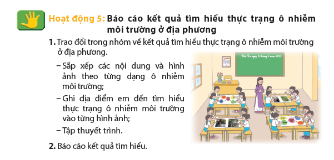 Hoạt động 5: Báo cáo kết quả tìm hiểu thực trạng ô nhiễm
môi trường ở địa phương
1. Trao đổi trong nhóm về kết quả tìm hiểu thực trạng ô nhiễm môi trường
ở địa phương.
– Sắp xếp các nội dung và hình
ảnh theo từng dạng ô nhiễm
môi trường;
– Ghi địa điểm em đến tìm hiểu
thực trạng ô nhiễm môi trường
vào từng hình ảnh;
– Tập thuyết trình.
2. Báo cáo kết quả tìm hiểu.